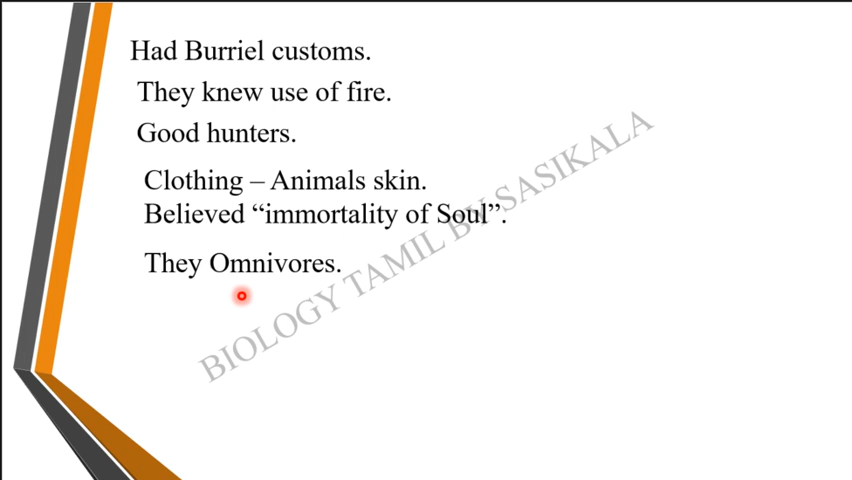 Had Burriel customs.
They knew use of fire.
Good hunters.
Clothing – Animals skin.
Believed “immortality of Soul”.
They Omnivores.
BIOLOGY TAMIL BY SASIKALA